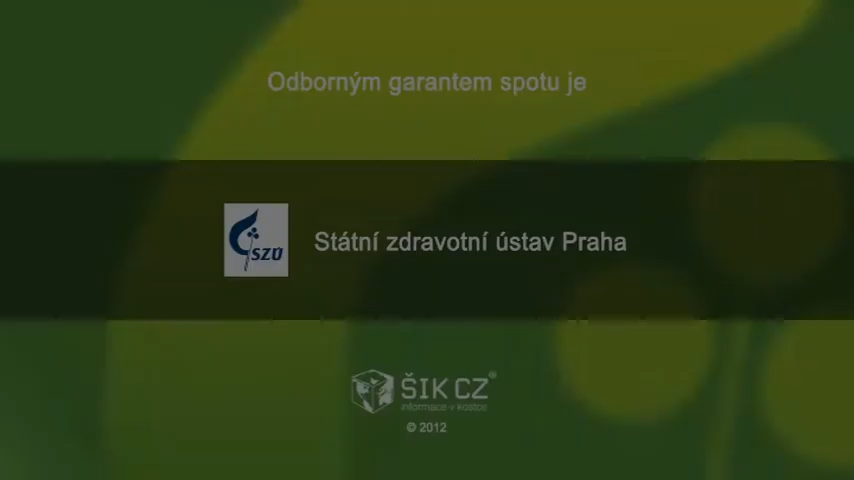 Odborným garantem spotu je
SZÚ
Státní zdravotní ústav Praha
ŠIK CZ®
informace v kostce
© 2012